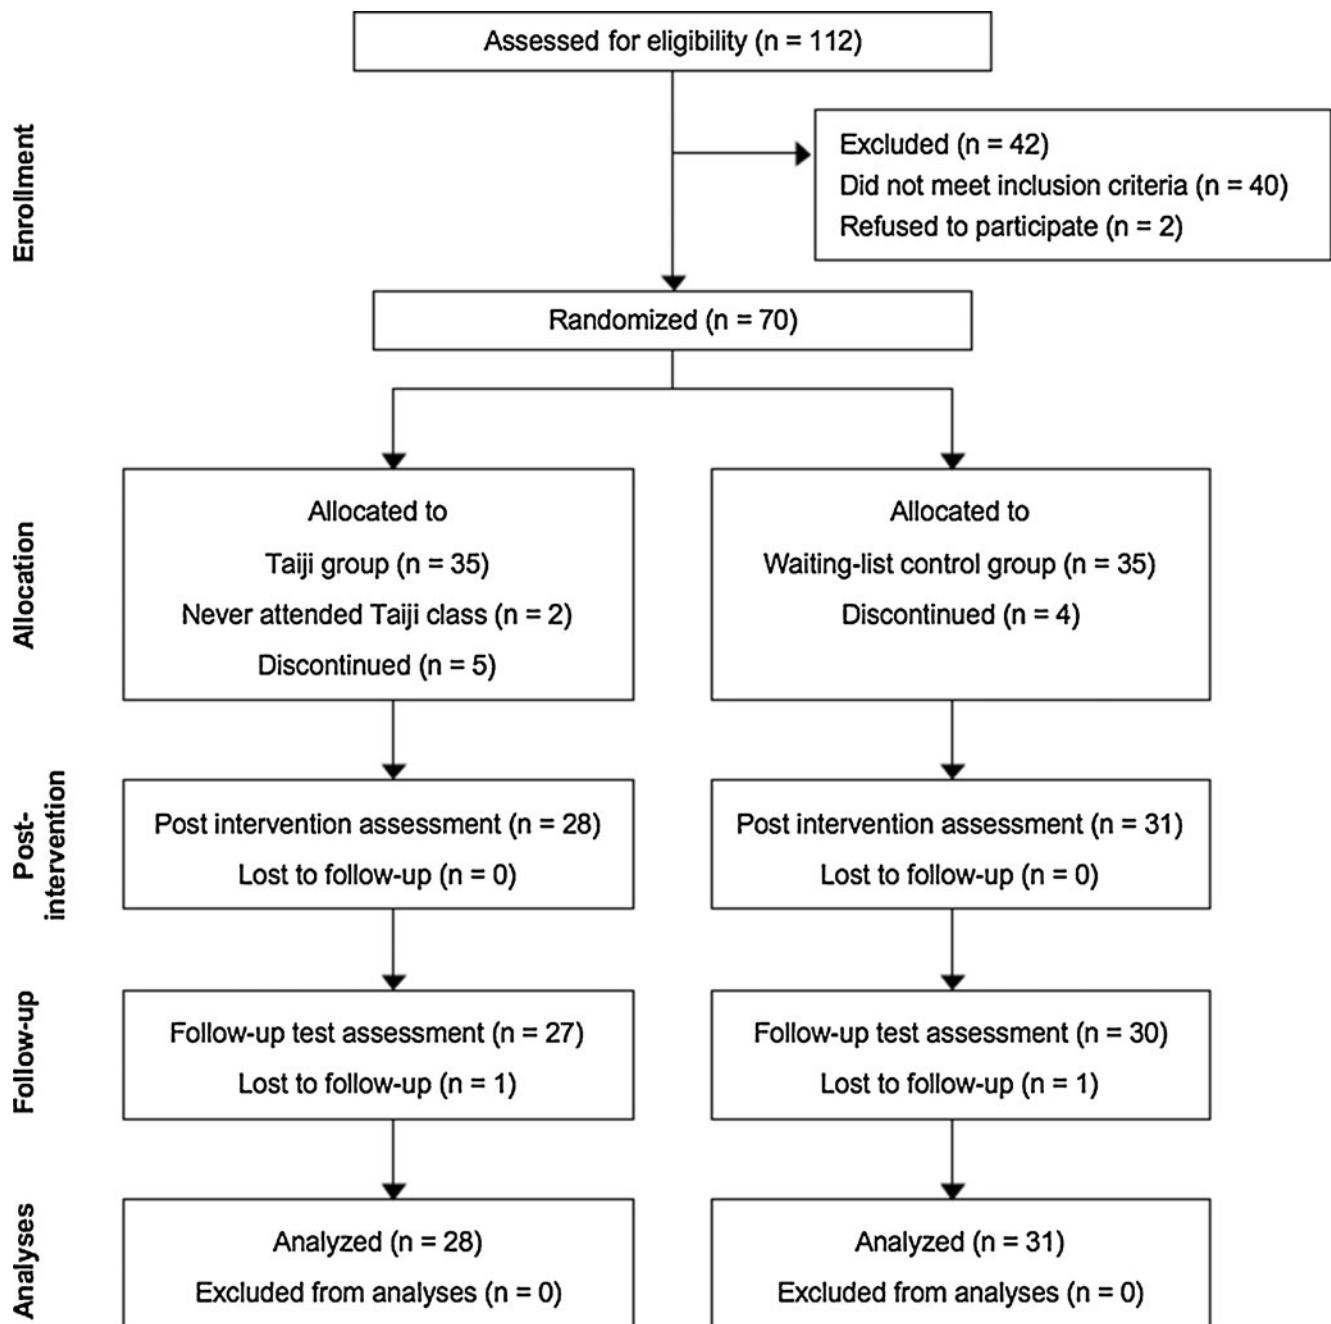 Assessed for eligibility (n = 112)
Enrollment
Excluded (n = 42)
Did not meet inclusion criteria (n = 40)
Refused to participate (n = 2)
Randomized (n = 70)
Allocation
Allocated to
Taiji group (n = 35)
Never attended Taiji class (n = 2)
Discontinued (n = 5)
Allocated to
Waiting-list control group (n = 35)
Discontinued (n = 4)
Post-
intervention
Post intervention assessment (n = 28)
Lost to follow-up (n = 0)
Post intervention assessment (n = 31)
Lost to follow-up (n = 0)
Follow-up
Follow-up test assessment (n = 27)
Lost to follow-up (n = 1)
Follow-up test assessment (n = 30)
Lost to follow-up (n = 1)
Analyses
Analyzed (n = 28)
Excluded from analyses (n = 0)
Analyzed (n = 31)
Excluded from analyses (n = 0)